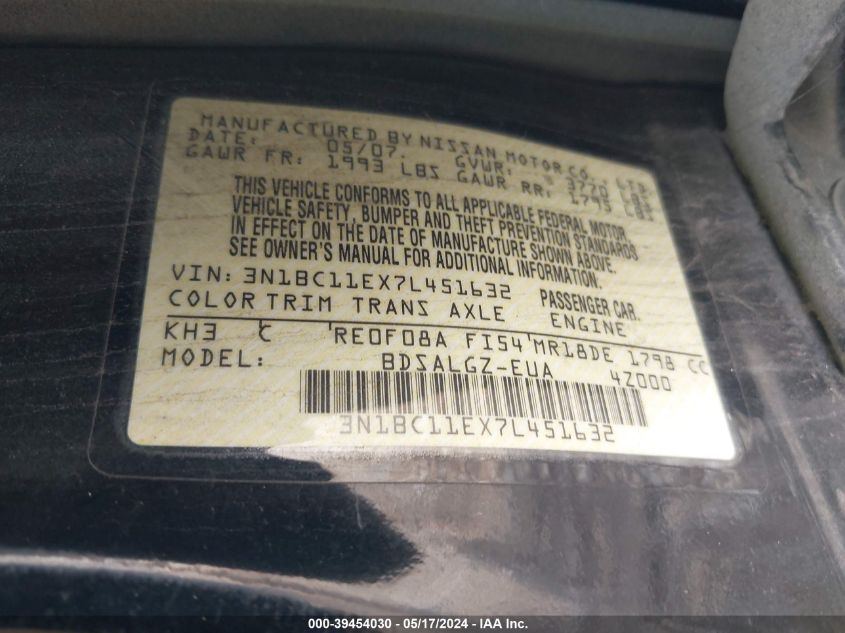 MANUFACTURED BY NISSAN MOTOR CO. LTD
DATE: 05/07. GVWR: 3770 LBS
GAWR FR: 1993 LBS GAWR RR: 1795 LBS
THIS VEHICLE CONFORMS TO ALL APPLICABLE FEDERAL MOTOR
VEHICLE SAFETY, BUMPER AND THEFT PREVENTION STANDARDS
IN EFFECT ON THE DATE OF MANUFACTURE SHOWN ABOVE.
SEE OWNER'S MANUAL FOR ADDITIONAL INFORMATION.
VIN: 3N1BC11EX7L451632 PASSENGER CAR.
COLOR TRIM TRANS AXLE ENGINE
KH3 C RE0F08A FI54 MR18DE 1798 CC
MODEL: BDSALGZ-EUA 4Z000
3N1BC11EX7L451632
000-39454030 - 05/17/2024 - IAA Inc.